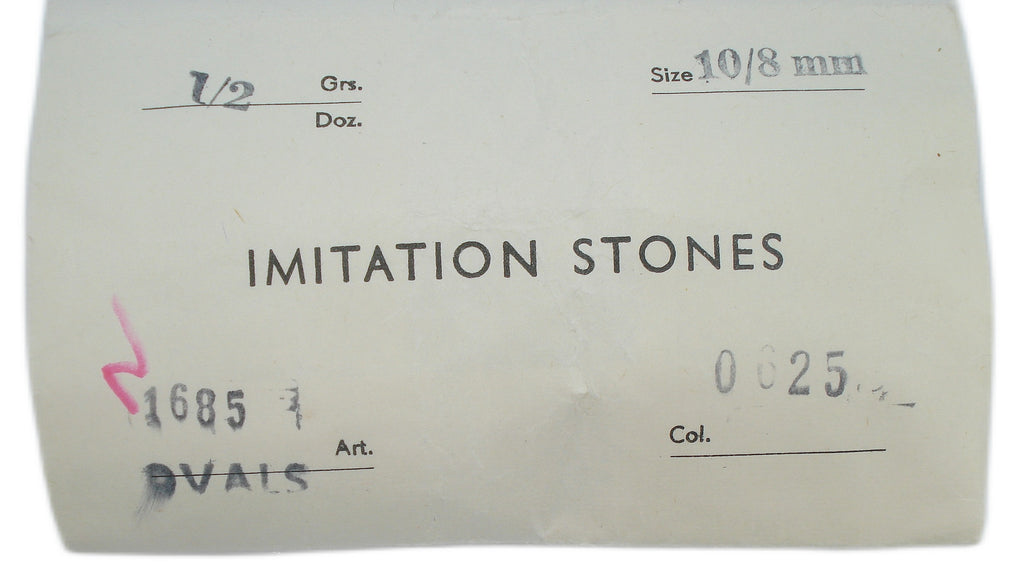 1/2 Grs.
Doz.
Size 10/8 mm
IMITATION STONES
1685
Art.
OVALS
0625
Col.